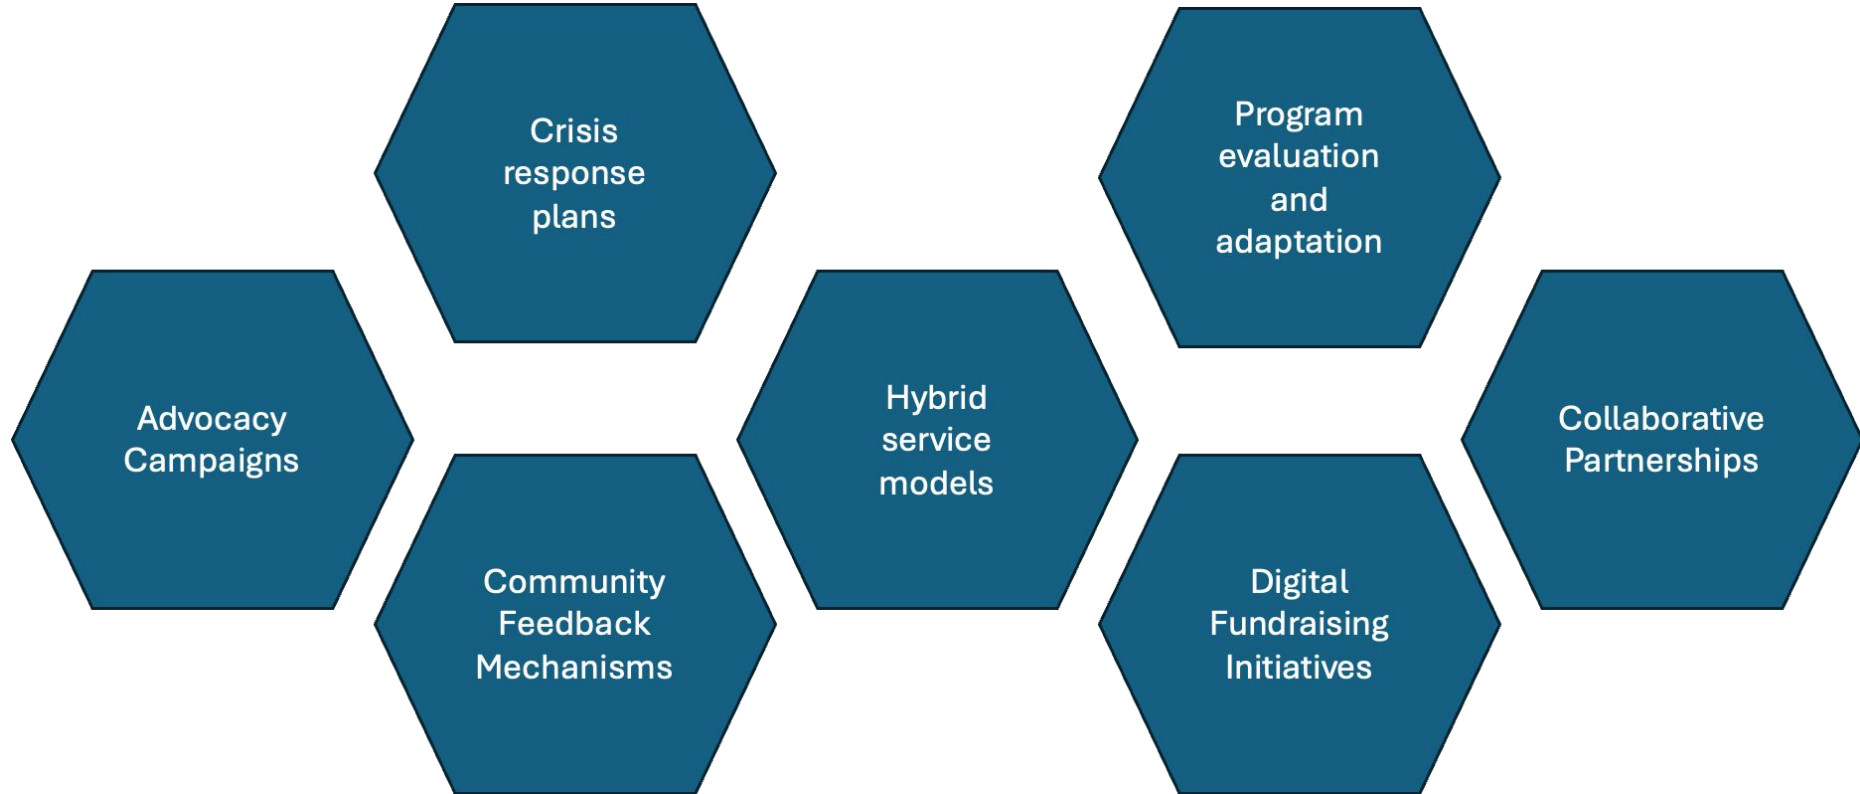 Crisis
response
plans
Program
evaluation
and
adaptation
Advocacy
Campaigns
Hybrid
service
models
Collaborative
Partnerships
Community
Feedback
Mechanisms
Digital
Fundraising
Initiatives